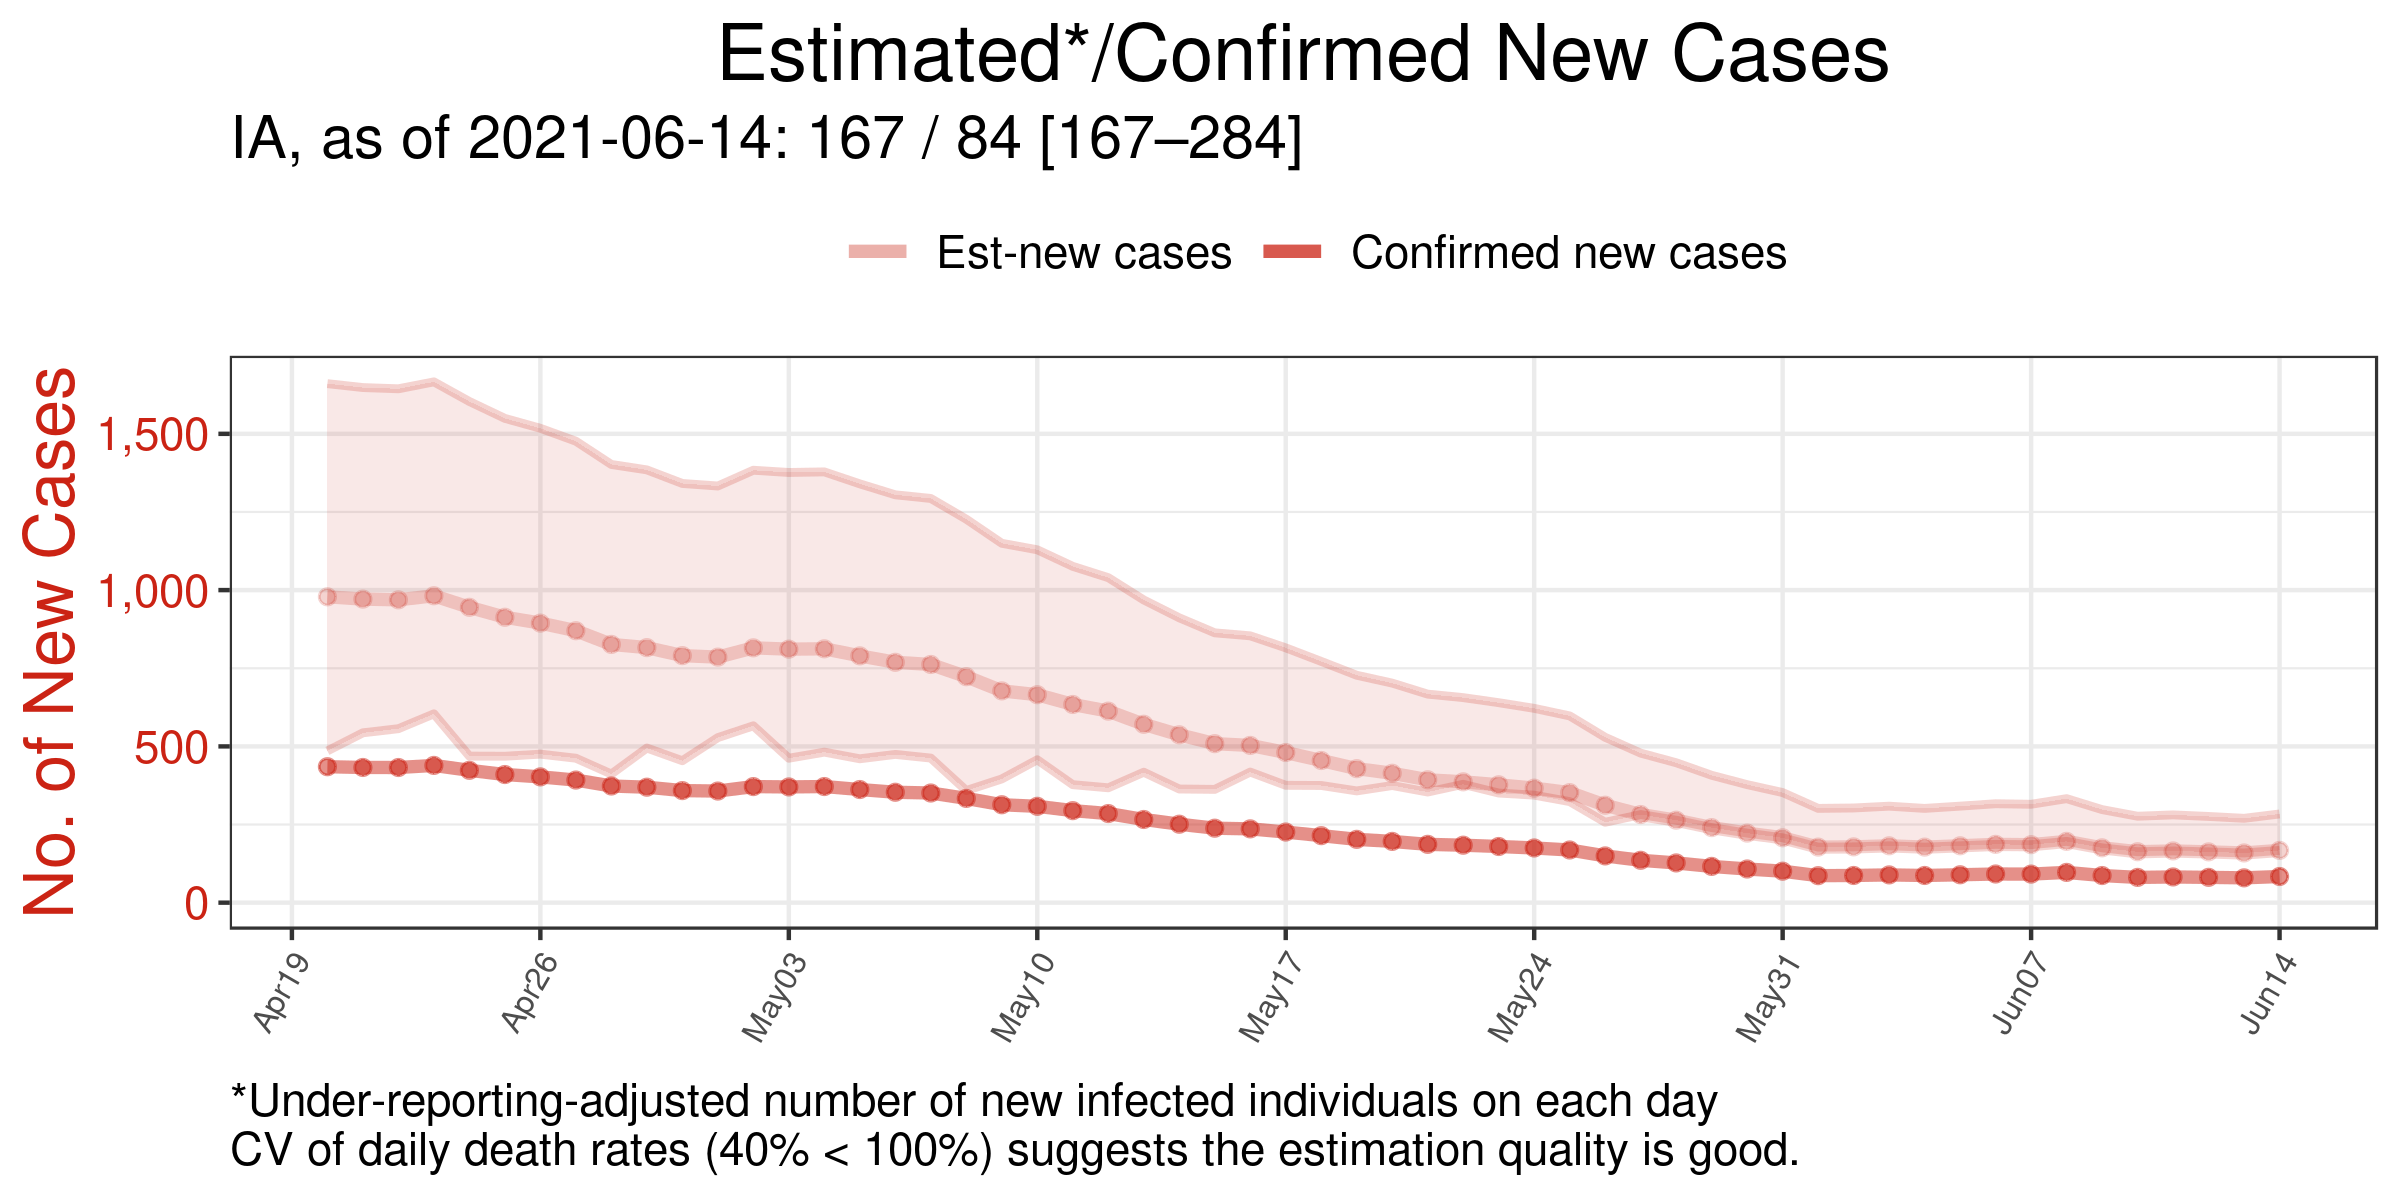 Estimated*/Confirmed New Cases
IA, as of 2021-06-14: 167 / 84 [167–284]
Est-new cases
Confirmed new cases
No. of New Cases
1,500
1,000
500
0
Apr19
Apr26
May03
May10
May17
May24
May31
Jun07
Jun14
*Under-reporting-adjusted number of new infected individuals on each day
CV of daily death rates (40% < 100%) suggests the estimation quality is good.